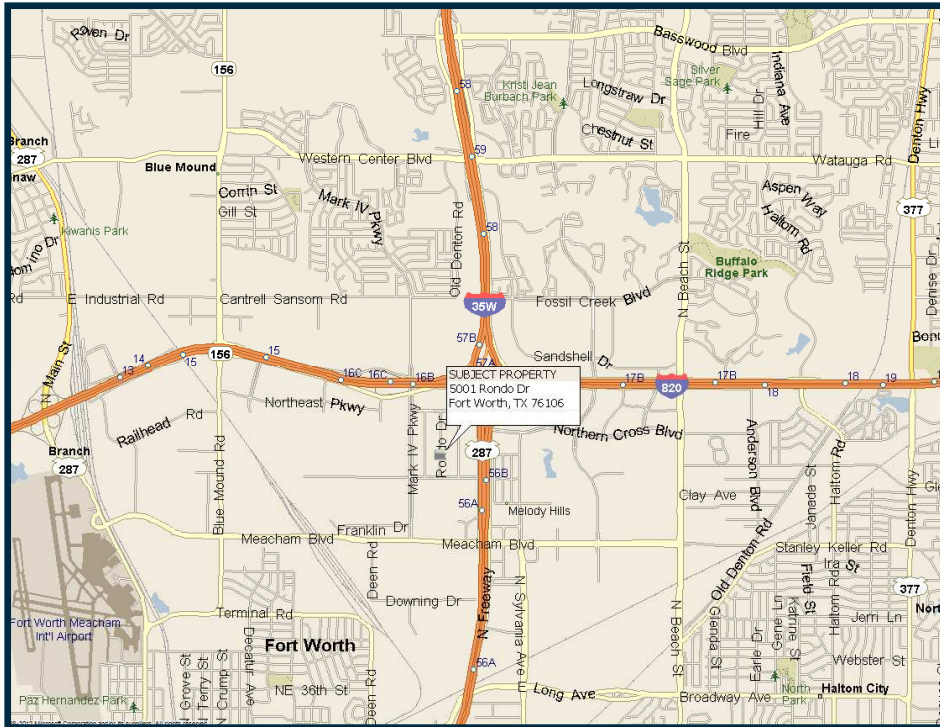 Basswood Blvd
156
58
Kristi Jean
Burbach Park
Longstraw Dr
Silver
Sage Park
Indiana Ave
Hill Dr
Denton Hwy
Chestnut St
Fire
Branch
287
59
Western Center Blvd
Watauga Rd
Blue Mound
Corrin St
Gill St
Mark IV Pkwy
Old Denton Rd
Aspen Way
Haltom Rd
377
Kiwanis Park
58
N Beach St
Buffalo
Ridge Park
Denise Dr
Rd
E Industrial Rd
Cantrell Sansom Rd
35W
Fossil Creek Blvd
57B
57A
Sandshell Dr
N Main St
13
14
15
156
15
16C
16C
16B
17B
820
17B
18
18
19
SUBJECT PROPERTY
5001 Rondo Dr
Fort Worth, TX 76106
Northeast Pkwy
Railhead Rd
Mark IV Pkwy
Northern Cross Blvd
Branch
287
Blue Mound Rd
287
56B
Anderson Blvd
Janada St
Haltom Rd
Denton Hwy
56A
Clay Ave
Melody Hills
Franklin Dr
Meacham Blvd
Meacham Blvd
Old Denton Rd
Stanley Keller Rd
Ira St
Deen Rd
Downing Dr
N Freeway
N Sylvania Ave
Field St
Haltom Rd
377
Terminal Rd
Fort Worth Meacham
Int'l Airport
Fort Worth
Decatur Ave
N Grove St
N Terry St
N Crump St
NE 36th St
Deen Rd
56A
N Beach St
Glenda St
Earle Dr
Gene Ln
Katrine St
Jerri Ln
Webster St
Paz Hernandez Park
Long Ave
Broadway Ave
North
Park
Haltom City